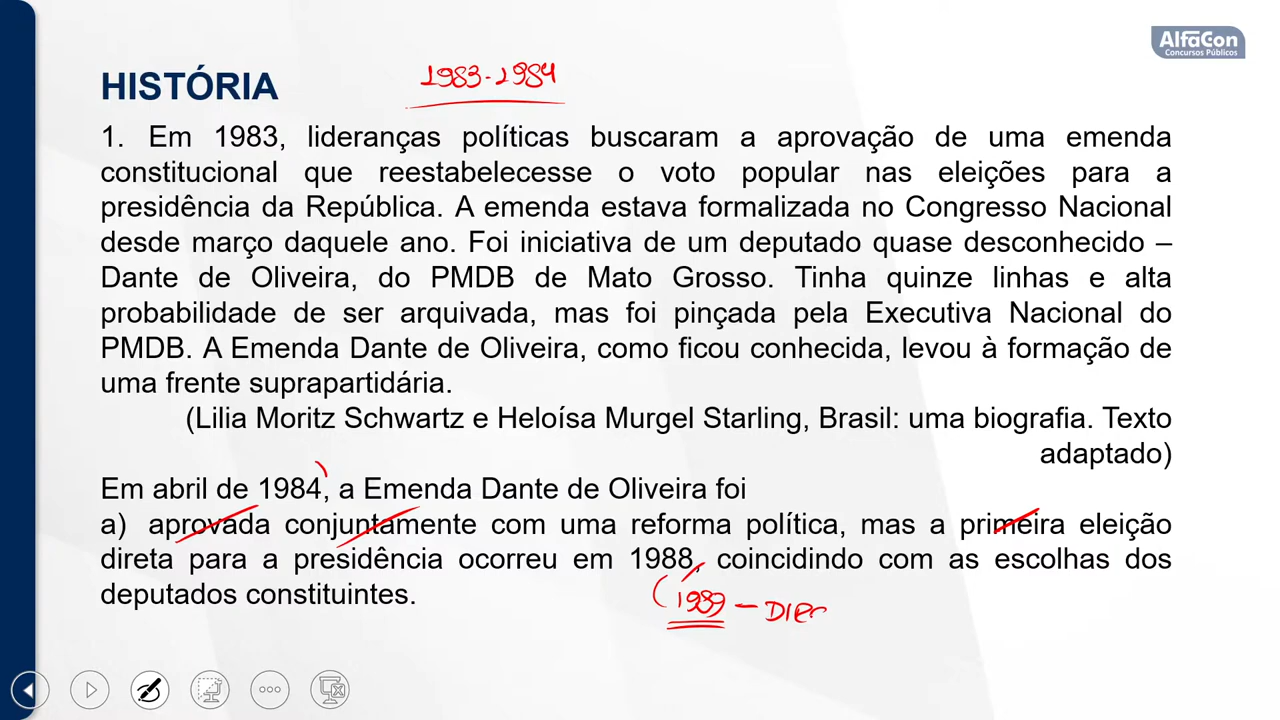 AlfaCon
Concursos Públicos
HISTÓRIA
1983-1984
1. Em 1983, lideranças políticas buscaram a aprovação de uma emenda
constitucional que reestabelecesse o voto popular nas eleições para a
presidência da República. A emenda estava formalizada no Congresso Nacional
desde março daquele ano. Foi iniciativa de um deputado quase desconhecido –
Dante de Oliveira, do PMDB de Mato Grosso. Tinha quinze linhas e alta
probabilidade de ser arquivada, mas foi pinçada pela Executiva Nacional do
PMDB. A Emenda Dante de Oliveira, como ficou conhecida, levou à formação de
uma frente suprapartidária.
(Lilia Moritz Schwartz e Heloísa Murgel Starling, Brasil: uma biografia. Texto
adaptado)
Em abril de 1984, a Emenda Dante de Oliveira foi
a) aprovada conjuntamente com uma reforma política, mas a primeira eleição
direta para a presidência ocorreu em 1988, coincidindo com as escolhas dos
deputados constituintes.
(1989 –